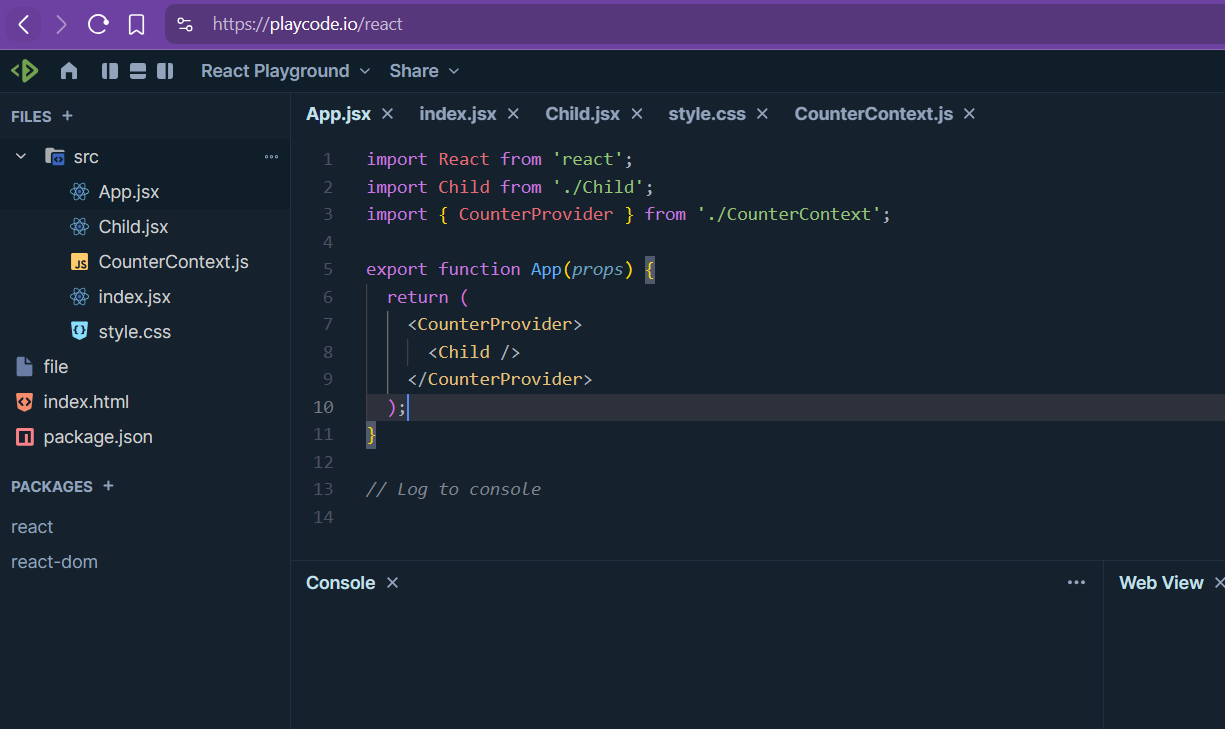 https://playcode.io/react
React Playground Share
FILES +
src
App.jsx
Child.jsx
CounterContext.js
index.jsx
style.css
file
index.html
package.json
PACKAGES +
react
react-dom
App.jsx index.jsx Child.jsx style.css CounterContext.js
1 import React from 'react';
2 import Child from './Child';
3 import { CounterProvider } from './CounterContext';
4
5 export function App(props) {
6   return (
7     <CounterProvider>
8       <Child />
9     </CounterProvider>
10   );
11 }
12
13 // Log to console
14
Console
Web View